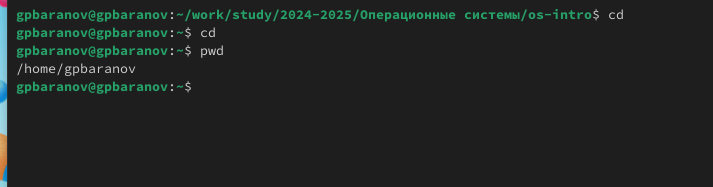 gpbaranov@gpbaranov:~/work/study/2024-2025/Операционные системы/os-intro$ cd
gpbaranov@gpbaranov:~$ cd
gpbaranov@gpbaranov:~$ pwd
/home/gpbaranov
gpbaranov@gpbaranov:~$